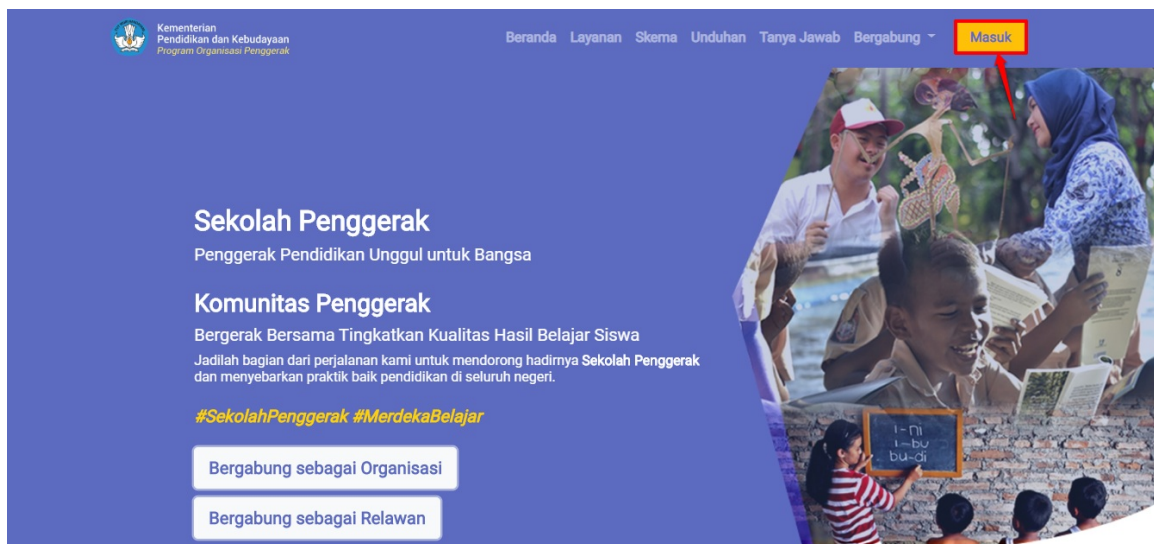 Kementerian
Pendidikan dan Kebudayaan
Program Organisasi Penggerak
Beranda Layanan Skema Unduhan Tanya Jawab Bergabung Masuk
Sekolah Penggerak
Penggerak Pendidikan Unggul untuk Bangsa
Komunitas Penggerak
Bergerak Bersama Tingkatkan Kualitas Hasil Belajar Siswa
Jadilah bagian dari perjalanan kami untuk mendorong hadirnya Sekolah Penggerak
dan menyebarkan praktik baik pendidikan di seluruh negeri.
#SekolahPenggerak #MerdekaBelajar
Bergabung sebagai Organisasi
Bergabung sebagai Relawan
i-ni
i-bu
bu-di